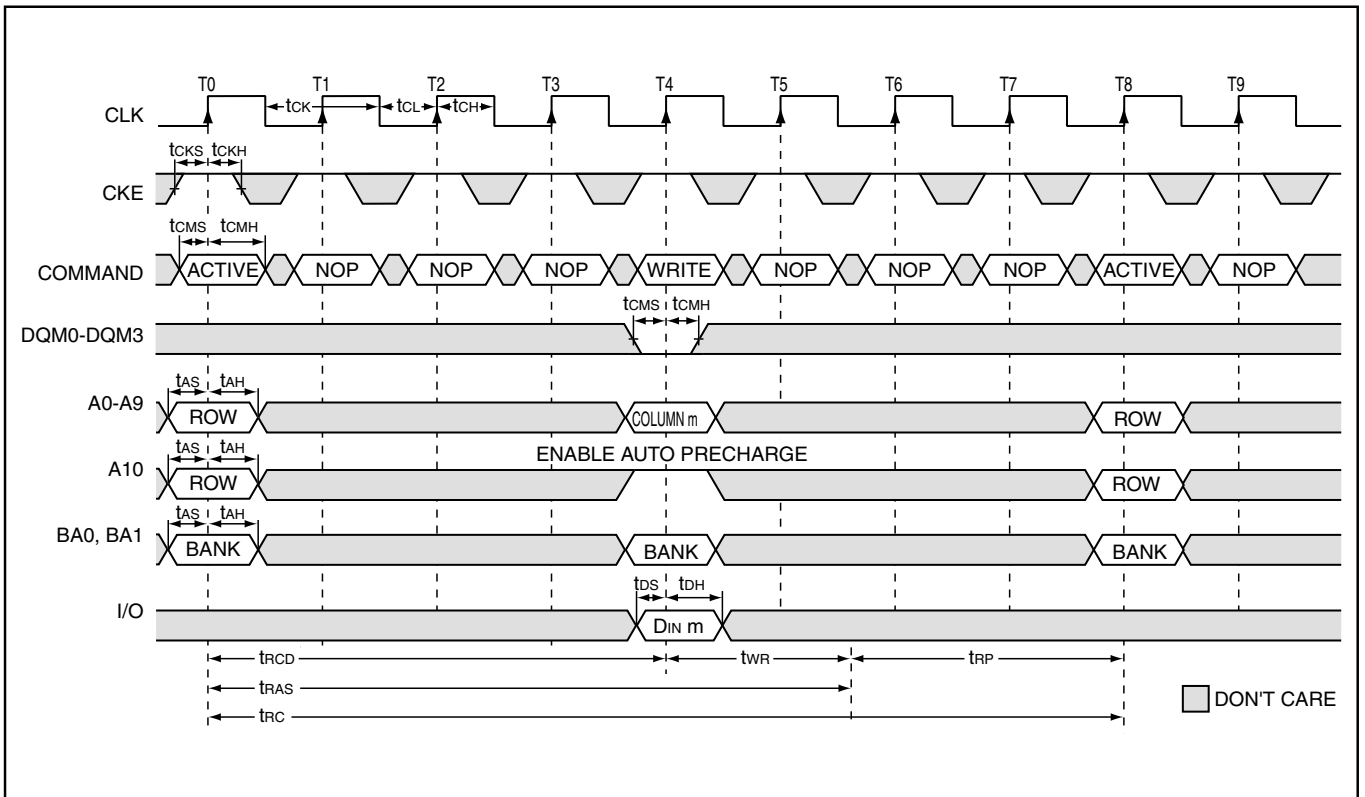 T0 T1 T2 T3 T4 T5 T6 T7 T8 T9
CLK tCK tCL tCH
tCKS tCKH
CKE
tCMS tCMH
COMMAND ACTIVE NOP NOP NOP WRITE NOP NOP NOP ACTIVE NOP
tCMS tCMH
DQM0-DQM3
tAS tAH
A0-A9 ROW COLUMN m ROW
tAS tAH ENABLE AUTO PRECHARGE
A10 ROW ROW
tAS tAH
BA0, BA1 BANK BANK BANK
tDS tDH
I/O DIN m
tRCD tWR tRP
tRAS
DON'T CARE
tRC